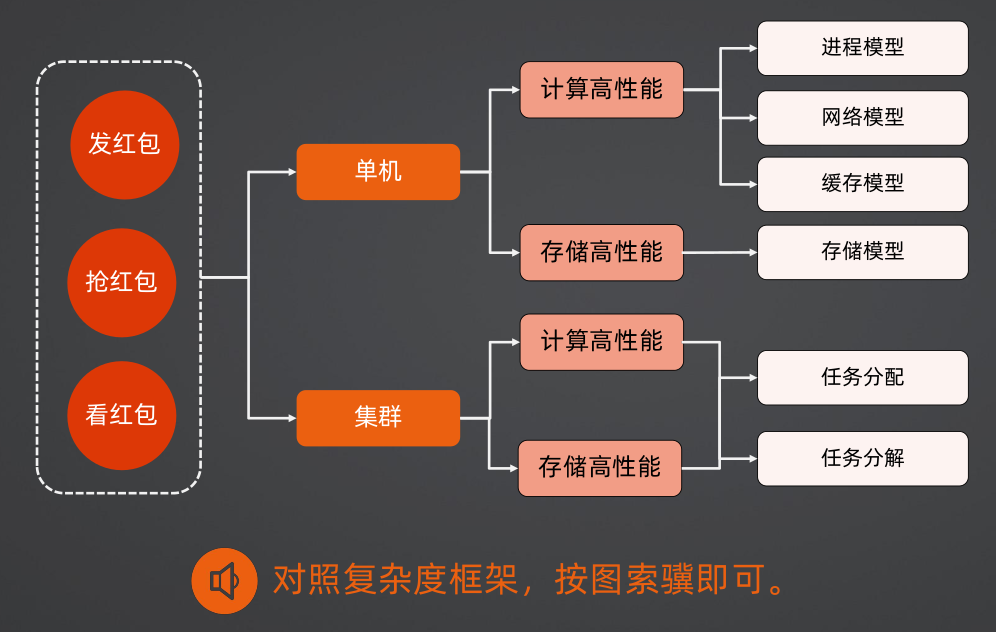 发红包
抢红包
看红包
单机
集群
计算高性能
存储高性能
计算高性能
存储高性能
进程模型
网络模型
缓存模型
存储模型
任务分配
任务分解
对照复杂度框架，按图索骥即可。